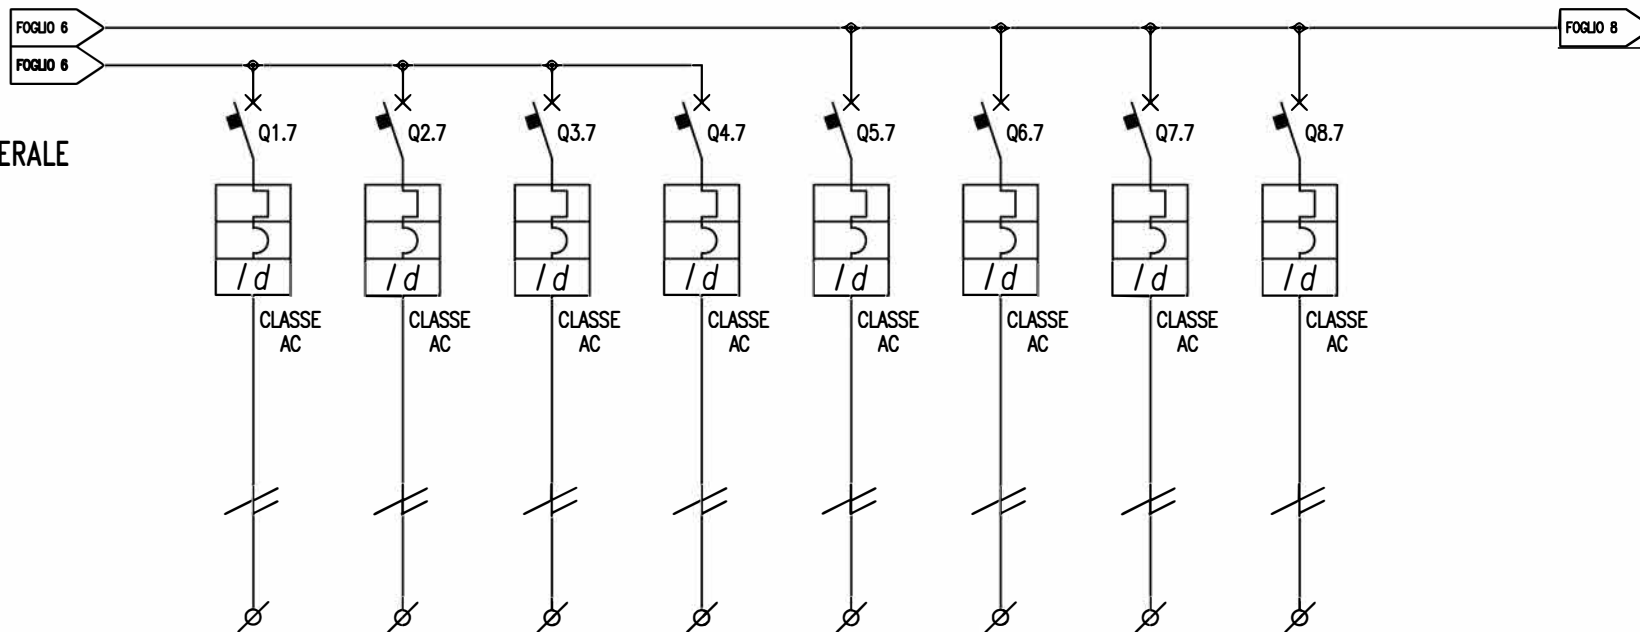 FOGLIO 6
FOGLIO 8
FOGLIO 6
Q1.7
Q2.7
Q3.7
Q4.7
Q5.7
Q6.7
Q7.7
Q8.7
ERALE
Id
Id
Id
Id
Id
Id
Id
Id
CLASSE
AC
CLASSE
AC
CLASSE
AC
CLASSE
AC
CLASSE
AC
CLASSE
AC
CLASSE
AC
CLASSE
AC